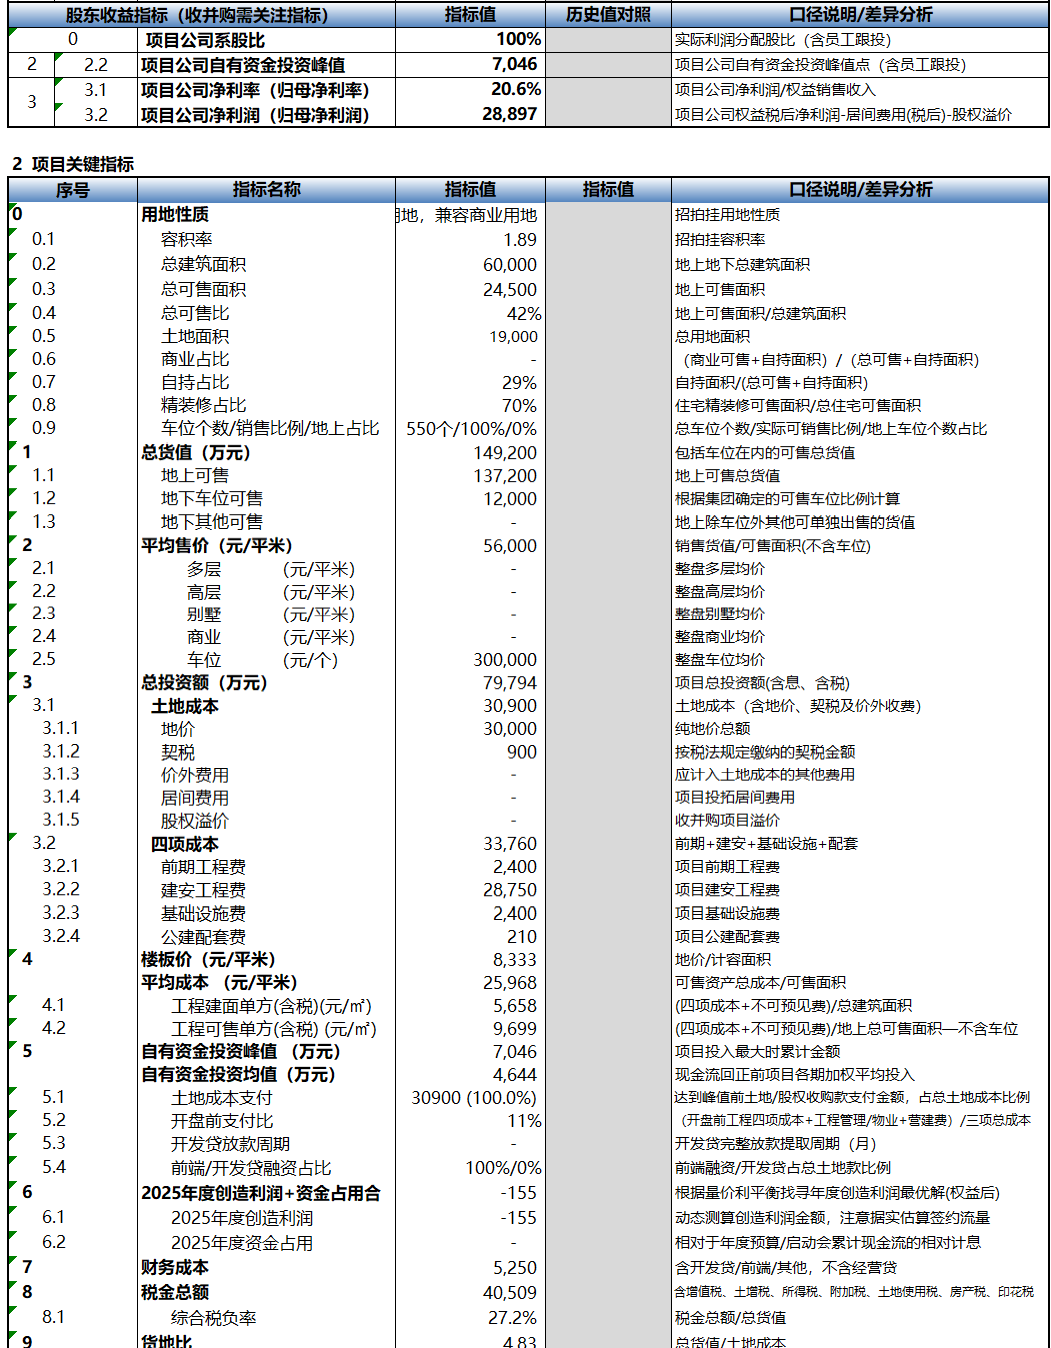 股东收益指标（收并购需关注指标） 指标值 历史值对照 口径说明/差异分析
0 项目公司系股比 100% 实际利润分配股比（含员工跟投）
2 2.2 项目公司自有资金投资峰值 7,046 项目公司自有资金投资峰值点（含员工跟投）
3 3.1 项目公司净利率（归母净利率） 20.6% 项目公司净利润/权益销售收入
3.2 项目公司净利润（归母净利润） 28,897 项目公司权益税后净利润-居间费用(税后)-股权溢价
2 项目关键指标
序号 指标名称 指标值 指标值 口径说明/差异分析
0 用地性质 用地，兼容商业用地 招拍挂用地性质
0.1 容积率 1.89 招拍挂容积率
0.2 总建筑面积 60,000 地上地下总建筑面积
0.3 总可售面积 24,500 地上可售面积
0.4 总可售比 42% 地上可售面积/总建筑面积
0.5 土地面积 19,000 总用地面积
0.6 商业占比 - （商业可售+自持面积）/（总可售+自持面积）
0.7 自持占比 29% 自持面积/(总可售+自持面积)
0.8 精装修占比 70% 住宅精装修可售面积/总住宅可售面积
0.9 车位个数/销售比例/地上占比 550个/100%/0% 总车位个数/实际可销售比例/地上车位个数占比
1 总货值（万元） 149,200 包括车位在内的可售总货值
1.1 地上可售 137,200 地上可售总货值
1.2 地下车位可售 12,000 根据集团确定的可售车位比例计算
1.3 地下其他可售 - 地上除车位外其他可单独出售的货值
2 平均售价（元/平米） 56,000 销售货值/可售面积(不含车位)
2.1 多层 （元/平米） - 整盘多层均价
2.2 高层 （元/平米） - 整盘高层均价
2.3 别墅 （元/平米） - 整盘别墅均价
2.4 商业 （元/平米） - 整盘商业均价
2.5 车位 （元/个） 300,000 整盘车位均价
3 总投资额（万元） 79,794 项目总投资额(含息、含税)
3.1 土地成本 30,900 土地成本（含地价、契税及价外收费）
3.1.1 地价 30,000 纯地价总额
3.1.2 契税 900 按税法规定缴纳的契税金额
3.1.3 价外费用 - 应计入土地成本的其他费用
3.1.4 居间费用 - 项目投拓居间费用
3.1.5 股权溢价 - 收并购项目溢价
3.2 四项成本 33,760 前期+建安+基础设施+配套
3.2.1 前期工程费 2,400 项目前期工程费
3.2.2 建安工程费 28,750 项目建安工程费
3.2.3 基础设施费 2,400 项目基础设施费
3.2.4 公建配套费 210 项目公建配套费
4 楼板价（元/平米） 8,333 地价/计容面积
平均成本 （元/平米） 25,968 可售资产总成本/可售面积
4.1 工程建面单方(含税)(元/㎡) 5,658 (四项成本+不可预见费)/总建筑面积
4.2 工程可售单方(含税) (元/㎡) 9,699 (四项成本+不可预见费)/地上总可售面积—不含车位
5 自有资金投资峰值 （万元） 7,046 项目投入最大时累计金额
自有资金投资均值（万元） 4,644 现金流回正前项目各期加权平均投入
5.1 土地成本支付 30900 (100.0%) 达到峰值前土地/股权收购款支付金额，占总土地成本比例
5.2 开盘前支付比 11% （开盘前工程四项成本+工程管理/物业+营建费）/三项总成本
5.3 开发贷放款周期 - 开发贷完整放款提取周期（月）
5.4 前端/开发贷融资占比 100%/0% 前端融资/开发贷占总土地款比例
6 2025年度创造利润+资金占用合 -155 根据量价利平衡找寻年度创造利润最优解(权益后)
6.1 2025年度创造利润 -155 动态测算创造利润金额，注意据实估算签约流量
6.2 2025年度资金占用 - 相对于年度预算/启动会累计现金流的相对计息
7 财务成本 5,250 含开发贷/前端/其他，不含经营贷
8 税金总额 40,509 含增值税、土增税、所得税、附加税、土地使用税、房产税、印花税
8.1 综合税负率 27.2% 税金总额/总货值
9 货地比 4.83 总货值/土地成本